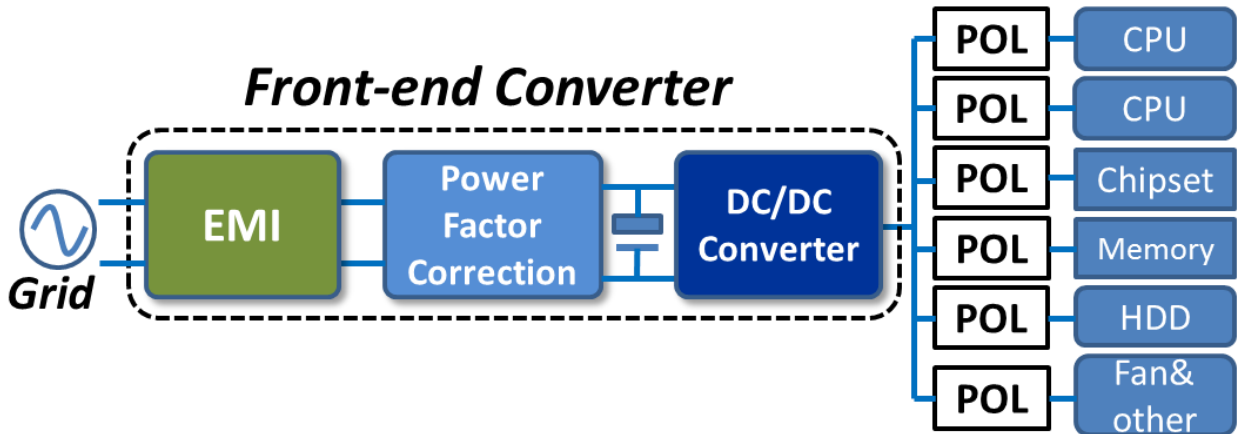 Front-end Converter
Grid
EMI
Power
Factor
Correction
DC/DC
Converter
POL
CPU
POL
CPU
POL
Chipset
POL
Memory
POL
HDD
POL
Fan&
other